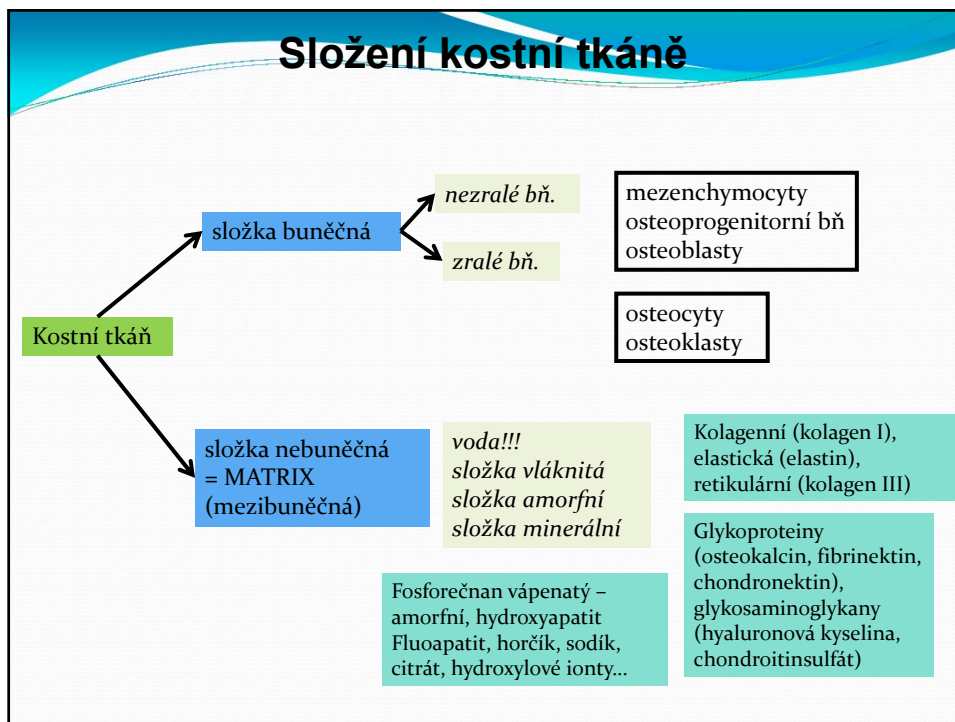 Složení kostní tkáně
nezralé bň.
mezenchymocyty
osteoprogenitorní bň
osteoblasty
složka buněčná
zralé bň.
osteocyty
osteoklasty
Kostní tkáň
složka nebuněčná
= MATRIX
(mezibuněčná)
voda!!!
složka vláknitá
složka amorfní
složka minerální
Kolagenní (kolagen I),
elastická (elastin),
retikulární (kolagen III)
Glykoproteiny
(osteokalcin, fibrinektin,
chondronektin),
glykosaminoglykany
(hyaluronová kyselina,
chondroitinsulfát)
Fosforečnan vápenatý –
amorfní, hydroxyapatit
Fluoapatit, horčík, sodík,
citrát, hydroxylové ionty...